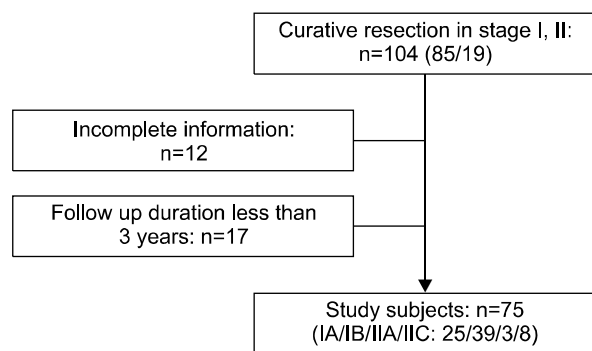 Curative resection in stage I, II:
n=104 (85/19)
Incomplete information:
n=12
Follow up duration less than
3 years: n=17
Study subjects: n=75
(IA/IB/IIA/IIC: 25/39/3/8)